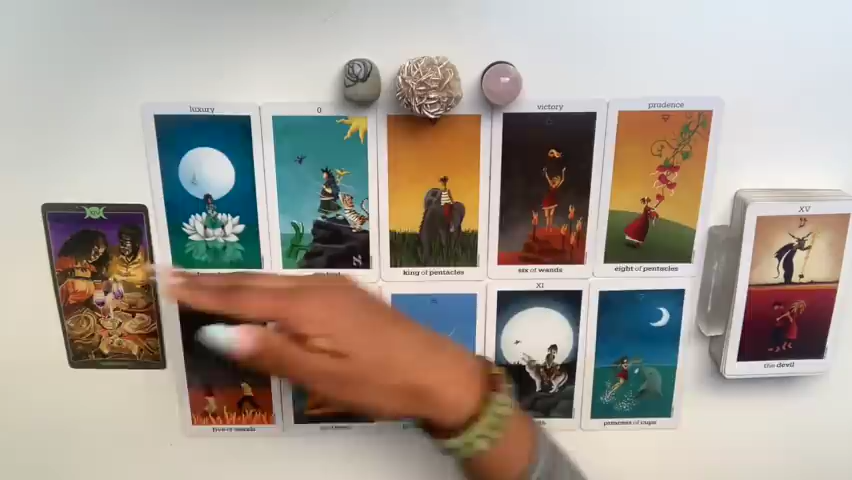 luxury
0
victory
prudence
XIV
XV
king of pentacles
six of wands
eight of pentacles
XI
the devil
five of wands
princess of cups